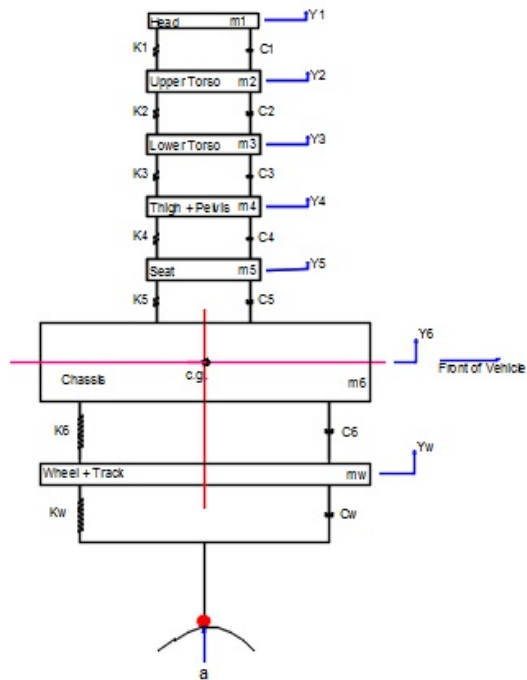 Head m1 Y1
K1 C1
Upper Torso m2 Y2
K2 C2
Lower Torso m3 Y3
K3 C3
Thigh + Pelvis m4 Y4
K4 C4
Seat m5 Y5
K5 C5
Y6
c.g.
Front of Vehicle
Chassis m6
K6 C6
Yw
Wheel + Track mw
Kw Cw
a